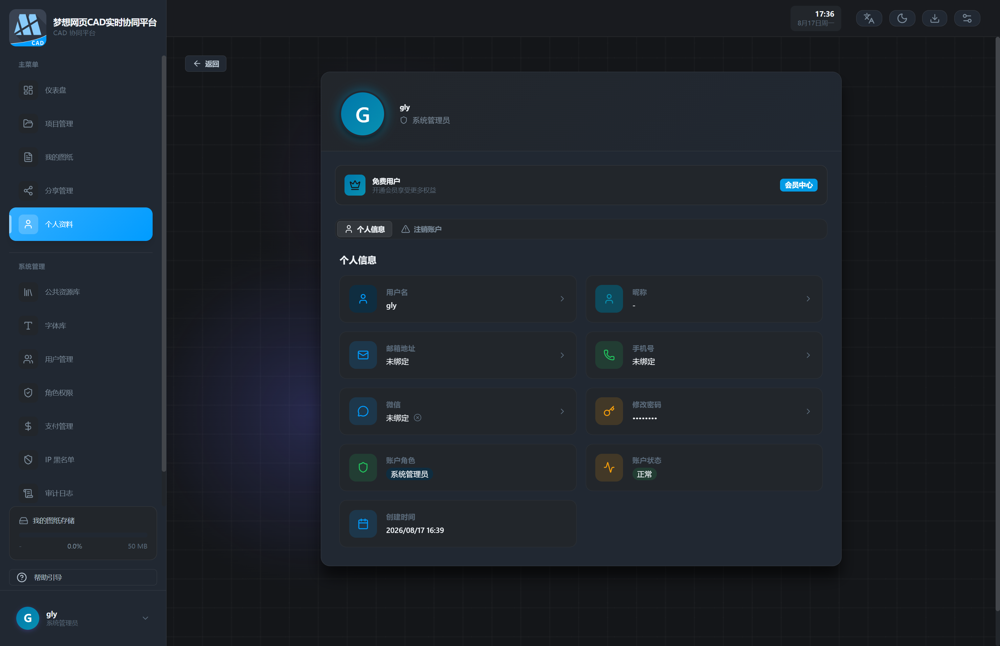 CAD
梦想网页CAD实时协同平台
CAD 协同平台
17:36
8月17日周一
主菜单
仪表盘
项目管理
我的图纸
分享管理
个人资料
系统管理
公共资源库
字体库
用户管理
角色权限
支付管理
IP 黑名单
审计日志
我的图纸存储
- 0.0% 50 MB
帮助引导
G
gly
系统管理员
返回
G
gly
系统管理员
免费用户
开通会员享受更多权益
会员中心
个人信息 注销账户
个人信息
用户名
gly
昵称
-
邮箱地址
未绑定
手机号
未绑定
微信
未绑定
修改密码
••••••••
账户角色
系统管理员
账户状态
正常
创建时间
2026/08/17 16:39